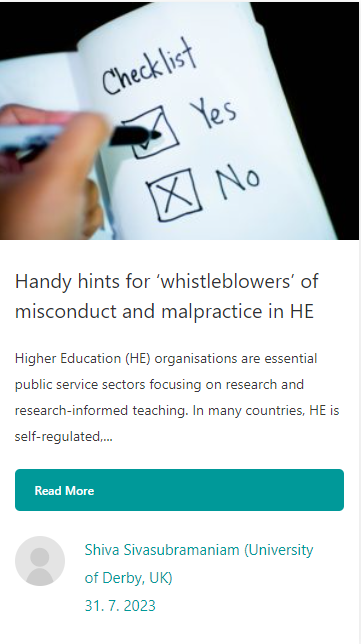 Checklist
Yes
No
Handy hints for ‘whistleblowers’ of
misconduct and malpractice in HE
Higher Education (HE) organisations are essential
public service sectors focusing on research and
research-informed teaching. In many countries, HE is
self-regulated,...
Read More
Shiva Sivasubramaniam (University
of Derby, UK)
31. 7. 2023